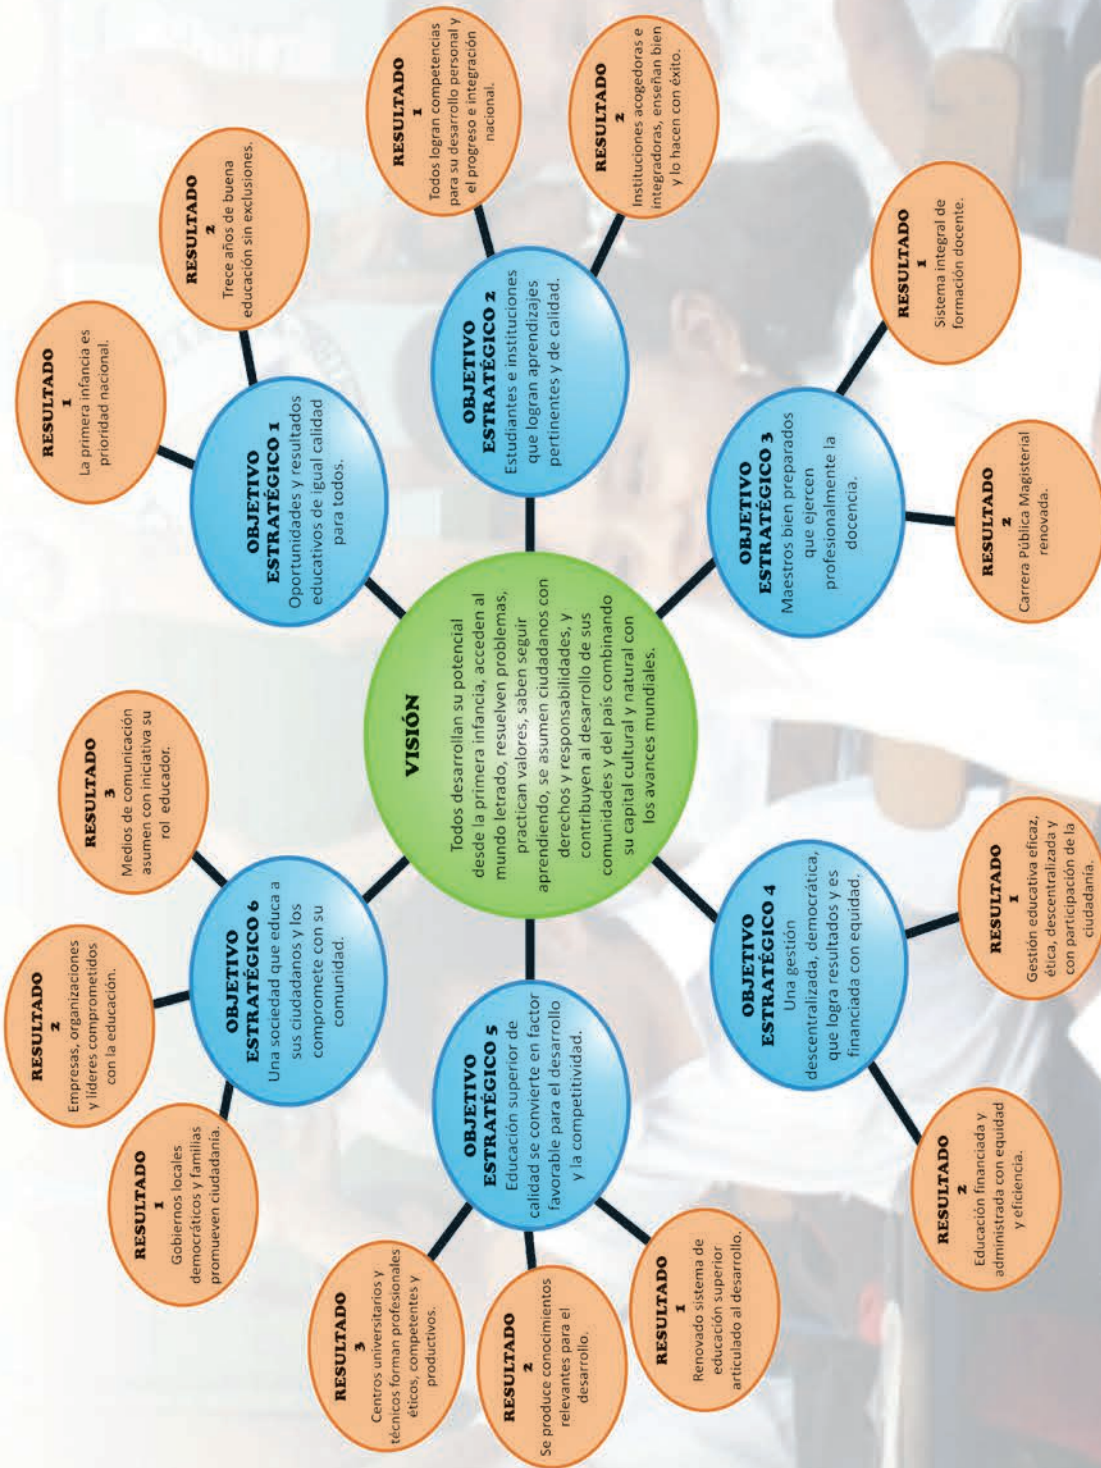 VISIÓN
Todos desarrollan su potencial
desde la primera infancia, acceden al
mundo letrado, resuelven problemas,
practican valores, saben seguir
aprendiendo, se asumen ciudadanos con
derechos y responsabilidades, y
contribuyen al desarrollo de sus
comunidades y del país combinando
su capital cultural y natural con
los avances mundiales.
OBJETIVO
ESTRATÉGICO 1
Oportunidades y resultados
educativos de igual calidad
para todos.
RESULTADO
1
La primera infancia es
prioridad nacional.
RESULTADO
2
Trece años de buena
educación sin exclusiones.
OBJETIVO
ESTRATÉGICO 2
Estudiantes e instituciones
que logran aprendizajes
pertinentes y de calidad.
RESULTADO
1
Todos logran competencias
para su desarrollo personal y
el progreso e integración
nacional.
RESULTADO
2
Instituciones acogedoras e
integradoras, enseñan bien
y lo hacen con éxito.
OBJETIVO
ESTRATÉGICO 3
Maestros bien preparados
que ejercen
profesionalmente la
docencia.
RESULTADO
1
Sistema integral de
formación docente.
RESULTADO
2
Carrera Pública Magisterial
renovada.
OBJETIVO
ESTRATÉGICO 4
Una gestión
descentralizada, democrática,
que logra resultados y es
financiada con equidad.
RESULTADO
1
Gestión educativa eficaz,
ética, descentralizada y
con participación de la
ciudadanía.
RESULTADO
2
Educación financiada y
administrada con equidad
y eficiencia.
OBJETIVO
ESTRATÉGICO 5
Educación superior de
calidad se convierte en factor
favorable para el desarrollo
y la competitividad.
RESULTADO
1
Renovado sistema de
educación superior
articulado al desarrollo.
RESULTADO
2
Se produce conocimientos
relevantes para el
desarrollo.
RESULTADO
3
Centros universitarios y
técnicos forman profesionales
éticos, competentes y
productivos.
OBJETIVO
ESTRATÉGICO 6
Una sociedad que educa a
sus ciudadanos y los
compromete con su
comunidad.
RESULTADO
1
Gobiernos locales
democráticos y familias
promueven ciudadanía.
RESULTADO
2
Empresas, organizaciones
y líderes comprometidos
con la educación.
RESULTADO
3
Medios de comunicación
asumen con iniciativa su
rol educador.